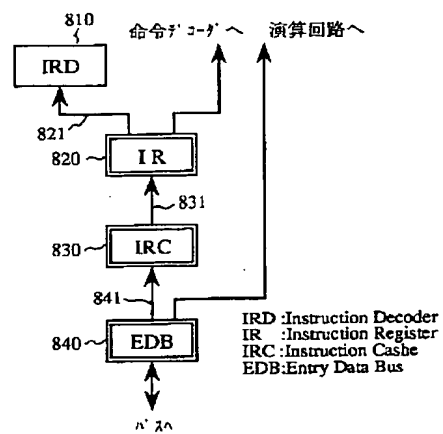 810
命令ﾃﾞｺｰﾀﾞへ 演算回路へ
IRD
821
820
IR
831
830
IRC
841
840
EDB
IRD :Instruction Decoder
IR :Instruction Register
IRC :Instruction Cashe
EDB:Entry Data Bus
ﾊﾞｽへ